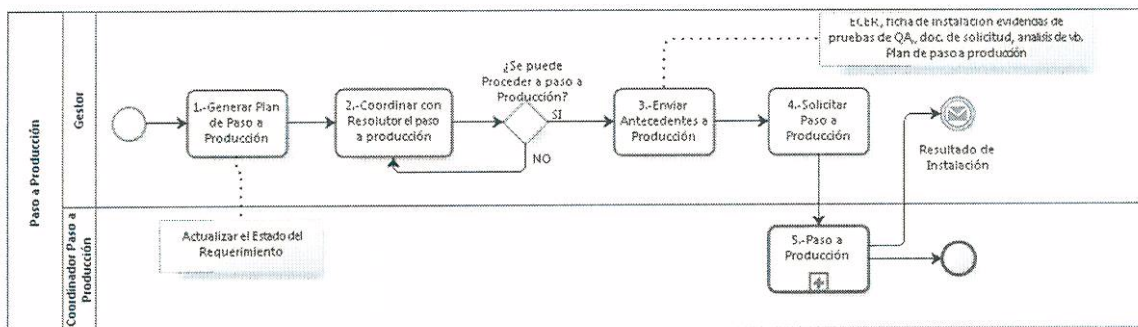 Paso a Producción
Gestor
Coordinador Paso a
Producción
1.-Generar Plan
de Paso a
Producción
2.-Coordinar con
Resolutor el paso
a producción
¿Se puede
Proceder a paso a
Producción?
SI
NO
3.-Enviar
Antecedentes a
Producción
4.-Solicitar
Paso a
Producción
ECER, ficha de instalación evidencias de
pruebas de QA,, doc. de solicitud, analisis de vb,
Plan de paso a producción
Resultado de
Instalación
Actualizar el Estado del
Requerimiento
5.-Paso a
Producción